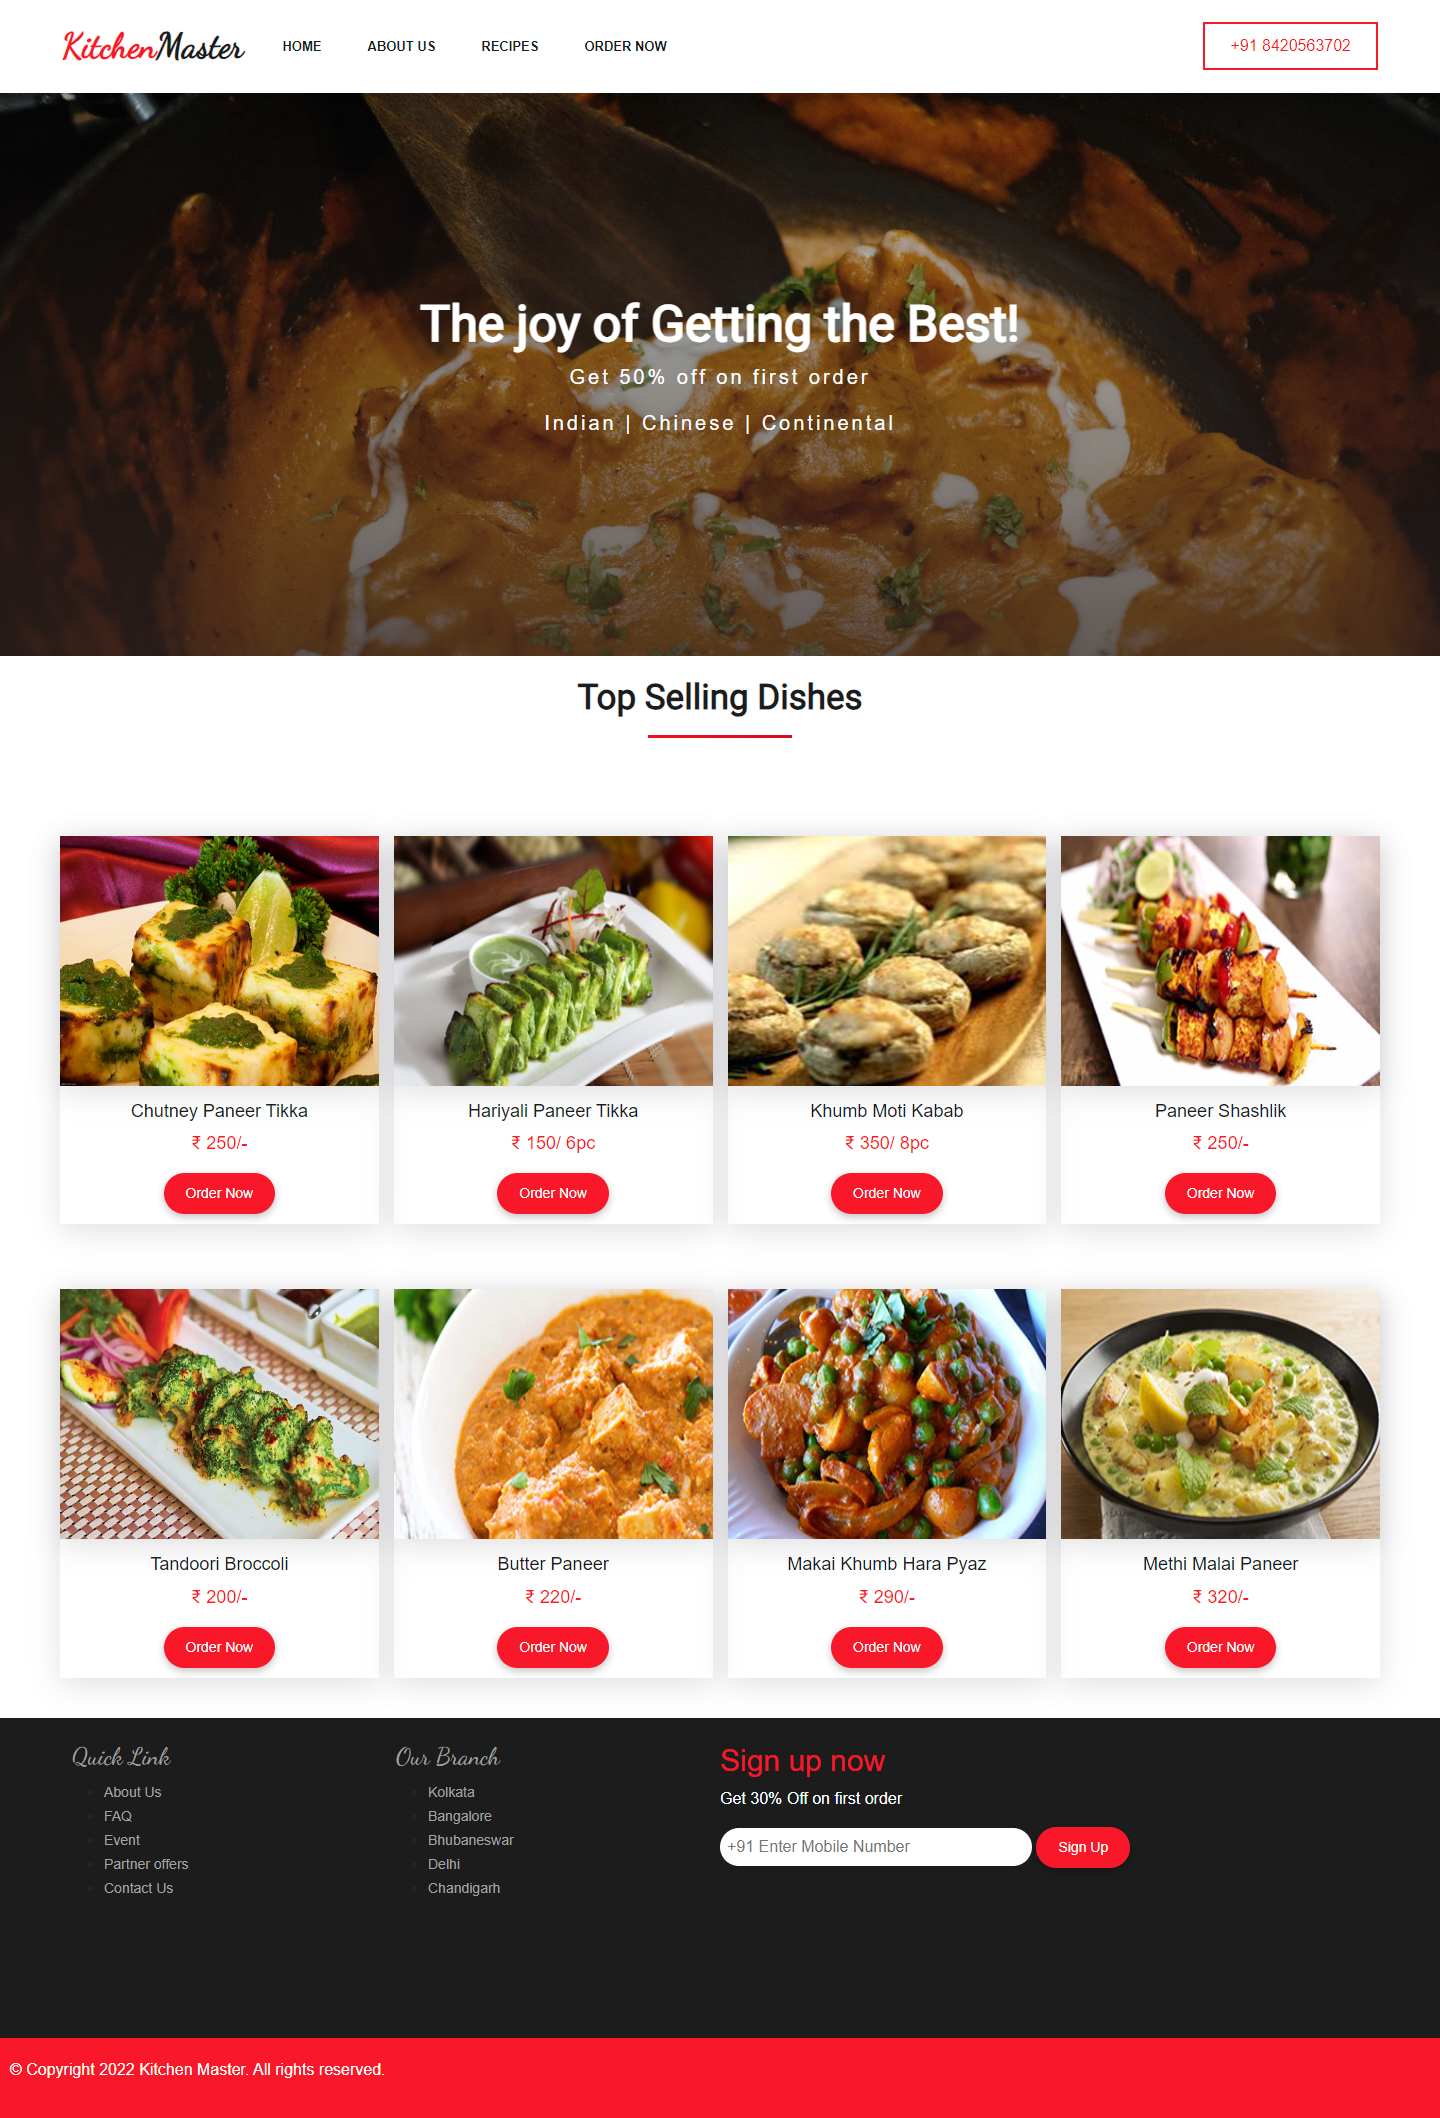 KitchenMaster
HOME
ABOUT US
RECIPES
ORDER NOW
+91 8420563702
The joy of Getting the Best!
Get 50% off on first order
Indian | Chinese | Continental
Top Selling Dishes
Chutney Paneer Tikka
₹ 250/-
Order Now
Hariyali Paneer Tikka
₹ 150/ 6pc
Order Now
Khumb Moti Kabab
₹ 350/ 8pc
Order Now
Paneer Shashlik
₹ 250/-
Order Now
Tandoori Broccoli
₹ 200/-
Order Now
Butter Paneer
₹ 220/-
Order Now
Makai Khumb Hara Pyaz
₹ 290/-
Order Now
Methi Malai Paneer
₹ 320/-
Order Now
Quick Link
About Us
FAQ
Event
Partner offers
Contact Us
Our Branch
Kolkata
Bangalore
Bhubaneswar
Delhi
Chandigarh
Sign up now
Get 30% Off on first order
+91 Enter Mobile Number
Sign Up
© Copyright 2022 Kitchen Master. All rights reserved.